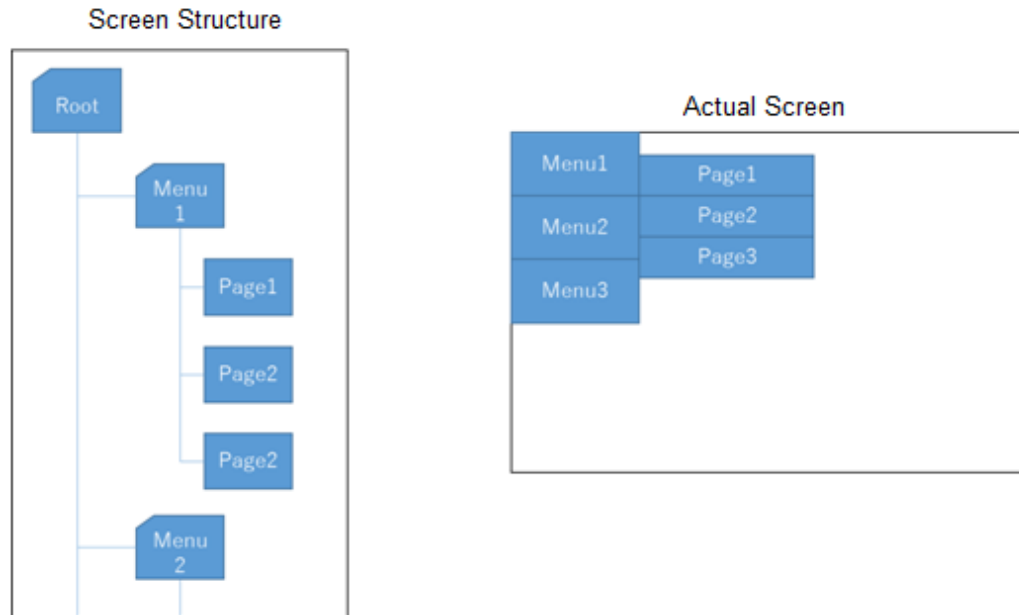 Screen Structure
Root
Menu
1
Page1
Page2
Page2
Menu
2
Actual Screen
Menu1
Menu2
Menu3
Page1
Page2
Page3